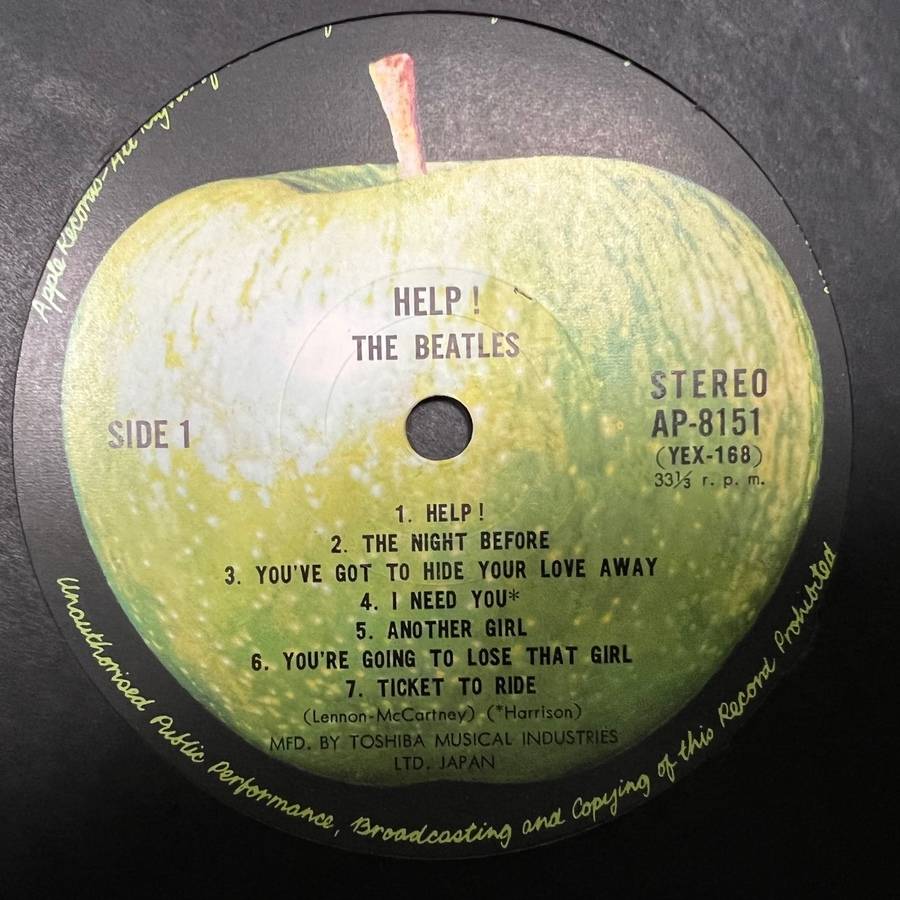 Apple Records-All Rights
HELP!
THE BEATLES
SIDE 1
STEREO
AP-8151
(YEX-168)
33⅓ r. p. m.
1. HELP!
2. THE NIGHT BEFORE
3. YOU'VE GOT TO HIDE YOUR LOVE AWAY
4. I NEED YOU*
5. ANOTHER GIRL
6. YOU'RE GOING TO LOSE THAT GIRL
7. TICKET TO RIDE
(Lennon-McCartney) (*Harrison)
MFD. BY TOSHIBA MUSICAL INDUSTRIES
LTD. JAPAN
Unauthorised Public Performance, Broadcasting and Copying of this Record Prohibited